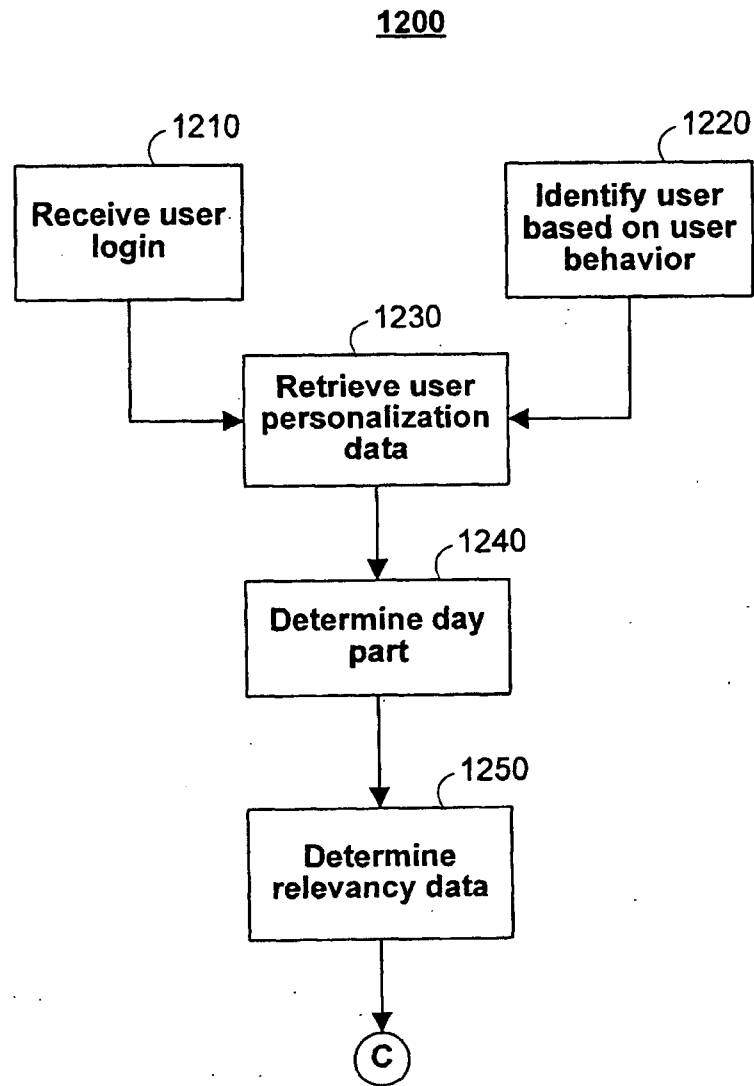 1200
1210
Receive user
login
1220
Identify user
based on user
behavior
1230
Retrieve user
personalization
data
1240
Determine day
part
1250
Determine
relevancy data
C